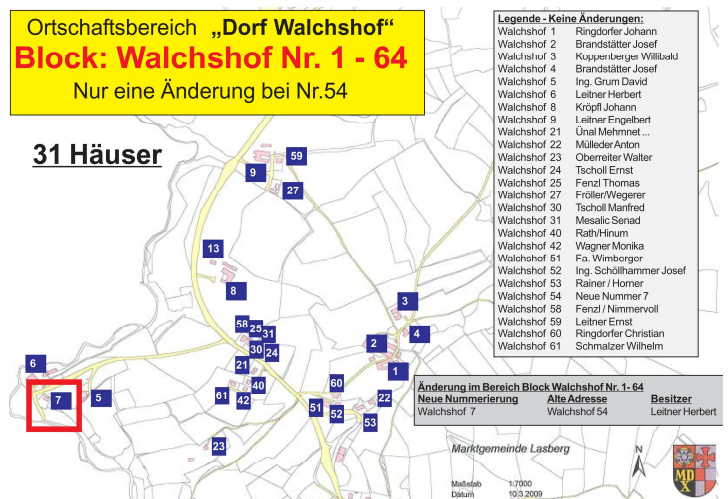 Ortschaftsbereich „Dorf Walchshof“
Block: Walchshof Nr. 1 - 64
Nur eine Änderung bei Nr.54
31 Häuser
Legende - Keine Änderungen:
Walchshof 1 Ringdorfer Johann
Walchshof 2 Brandstätter Josef
Walchshof 3 Koppenberger Willibald
Walchshof 4 Brandstätter Josef
Walchshof 5 Ing. Grum David
Walchshof 6 Leitner Herbert
Walchshof 8 Kröpfl Johann
Walchshof 9 Leitner Engelbert
Walchshof 21 Ünal Mehmnet ...
Walchshof 22 Mülleder Anton
Walchshof 23 Oberreiter Walter
Walchshof 24 Tscholl Ernst
Walchshof 25 Fenzl Thomas
Walchshof 27 Fröller/Wegerer
Walchshof 30 Tscholl Manfred
Walchshof 31 Mesalic Senad
Walchshof 40 Rath/Hinum
Walchshof 42 Wagner Monika
Walchshof 51 Fa. Wimberger
Walchshof 52 Ing. Schöllhammer Josef
Walchshof 53 Rainer / Horner
Walchshof 54 Neue Nummer 7
Walchshof 58 Fenzl / Nimmervoll
Walchshof 59 Leitner Ernst
Walchshof 60 Ringdorfer Christian
Walchshof 61 Schmalzer Wilhelm
59
9
27
13
8
3
58
25
31
4
2
30
24
6
21
1
60
40
7
5
61
42
22
51
52
53
23
Änderung im Bereich Block Walchshof Nr. 1- 64
Neue Nummerierung Alte Adresse Besitzer
Walchshof 7 Walchshof 54 Leitner Herbert
Marktgemeinde Lasberg
N
Maßstab 1:7000
Datum 10.3.2009
MD
X